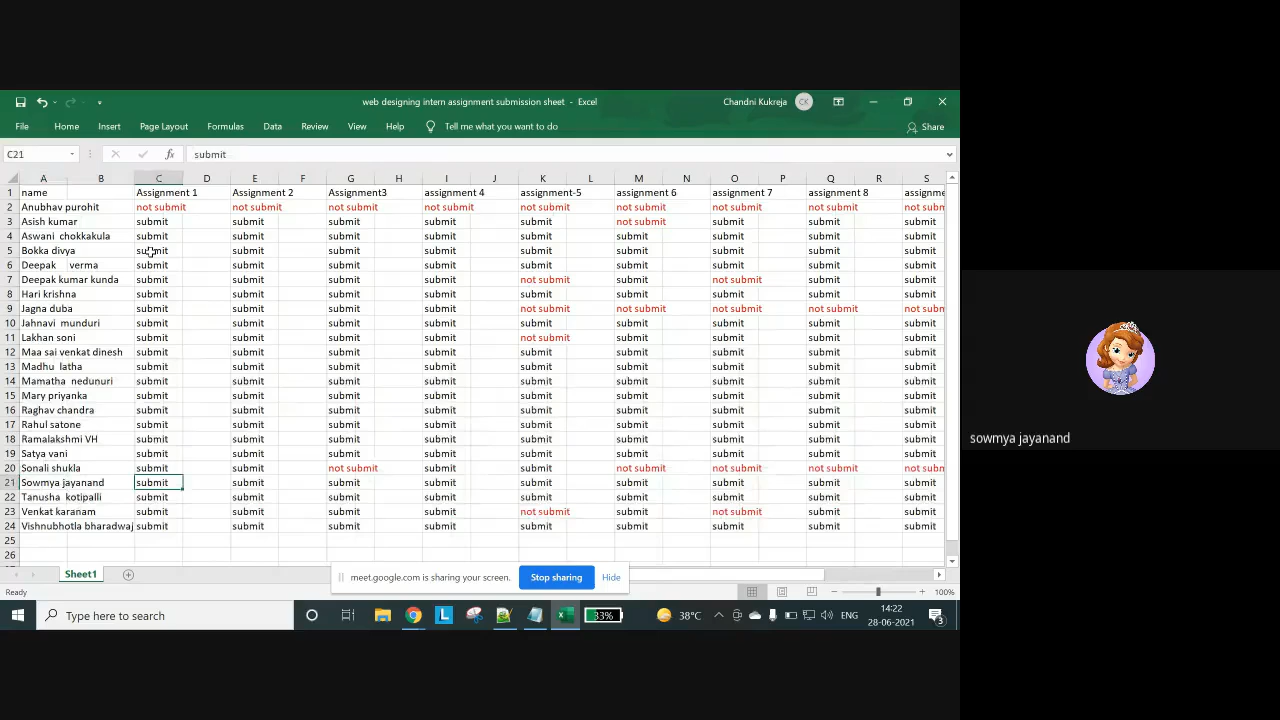 web designing intern assignment submission sheet - Excel
Chandni Kukreja CK
File Home Insert Page Layout Formulas Data Review View Help Tell me what you want to do Share
C21 fx submit
A B C D E F G H I J K L M N O P Q R S
1 name Assignment 1 Assignment 2 Assignment3 assignment 4 assignment-5 assignment 6 assignment 7 assignment 8 assignme
2 Anubhav purohit not submit not submit not submit not submit not submit not submit not submit not submit not subm
3 Asish kumar submit submit submit submit submit not submit submit submit submit
4 Aswani chokkakula submit submit submit submit submit submit submit submit submit
5 Bokka divya submit submit submit submit submit submit submit submit submit
6 Deepak verma submit submit submit submit submit submit submit submit submit
7 Deepak kumar kunda submit submit submit submit not submit submit not submit submit submit
8 Hari krishna submit submit submit submit submit submit submit submit submit
9 Jagna duba submit submit submit submit not submit not submit not submit not submit not subm
10 Jahnavi munduri submit submit submit submit submit submit submit submit submit
11 Lakhan soni submit submit submit submit not submit submit submit submit submit
12 Maa sai venkat dinesh submit submit submit submit submit submit submit submit submit
13 Madhu latha submit submit submit submit submit submit submit submit submit
14 Mamatha nedunuri submit submit submit submit submit submit submit submit submit
15 Mary priyanka submit submit submit submit submit submit submit submit submit
16 Raghav chandra submit submit submit submit submit submit submit submit submit
17 Rahul satone submit submit submit submit submit submit submit submit submit
18 Ramalakshmi VH submit submit submit submit submit submit submit submit submit
19 Satya vani submit submit submit submit submit submit submit submit submit
20 Sonali shukla submit submit not submit submit submit not submit not submit not submit not subm
21 Sowmya jayanand submit submit submit submit submit submit submit submit submit
22 Tanusha kotipalli submit submit submit submit submit submit submit submit submit
23 Venkat karanam submit submit submit submit not submit submit not submit submit submit
24 Vishnubhotla bharadwaj submit submit submit submit submit submit submit submit submit
25
26
sowmya jayanand
Sheet1
meet.google.com is sharing your screen. Stop sharing Hide
Ready 100%
Type here to search L 33% 38°C ENG 14:22
28-06-2021 3